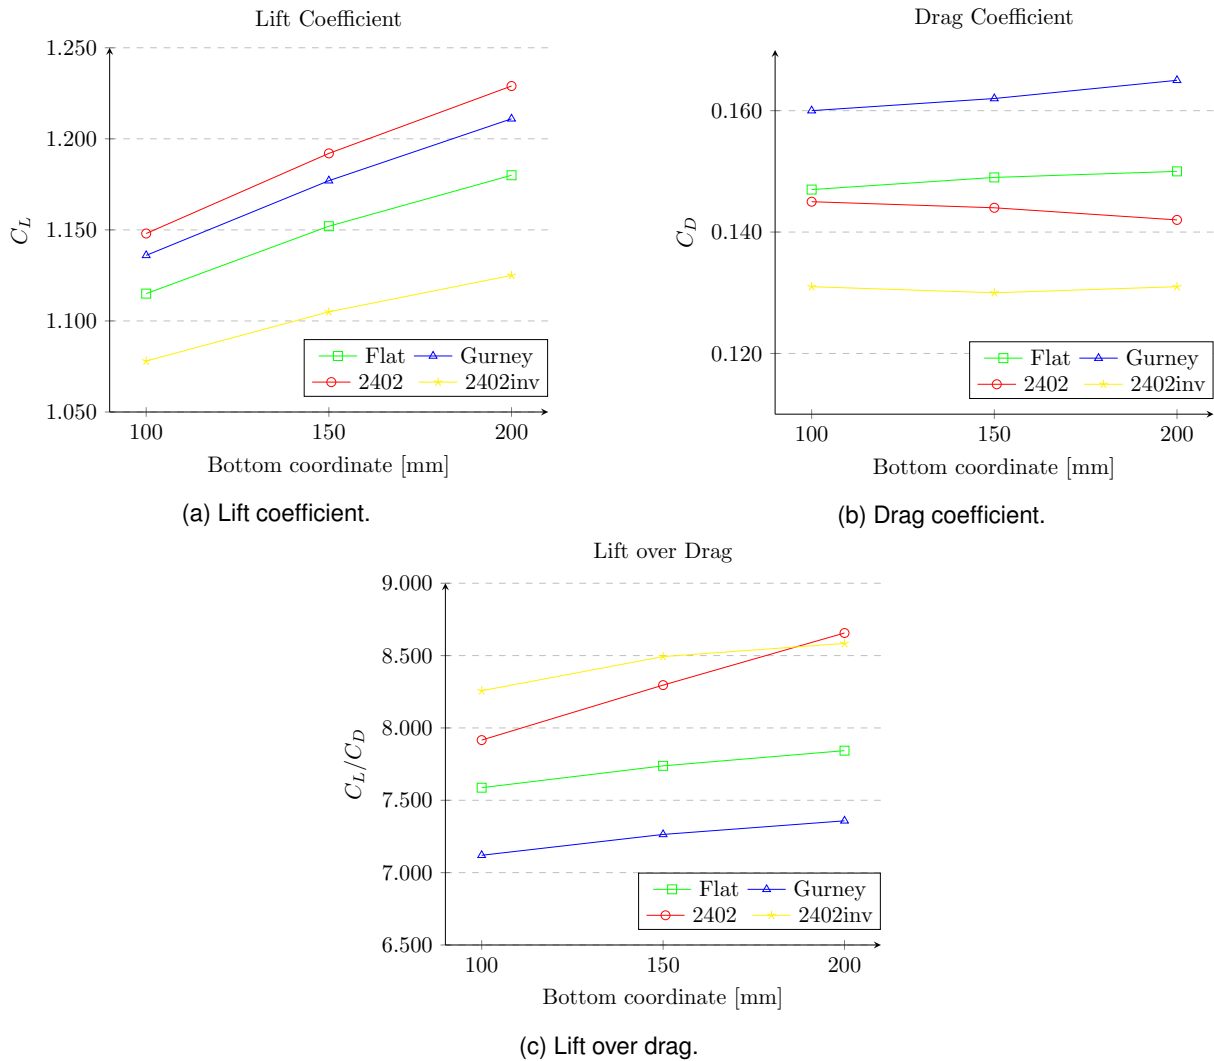 Lift Coefficient
1.250
1.200
1.150
1.100
1.050
C_L
100 150 200
Bottom coordinate [mm]
Flat Gurney
2402 2402inv
(a) Lift coefficient.
Drag Coefficient
0.160
0.140
0.120
C_D
100 150 200
Bottom coordinate [mm]
Flat Gurney
2402 2402inv
(b) Drag coefficient.
Lift over Drag
9.000
8.500
8.000
7.500
7.000
6.500
C_L/C_D
100 150 200
Bottom coordinate [mm]
Flat Gurney
2402 2402inv
(c) Lift over drag.